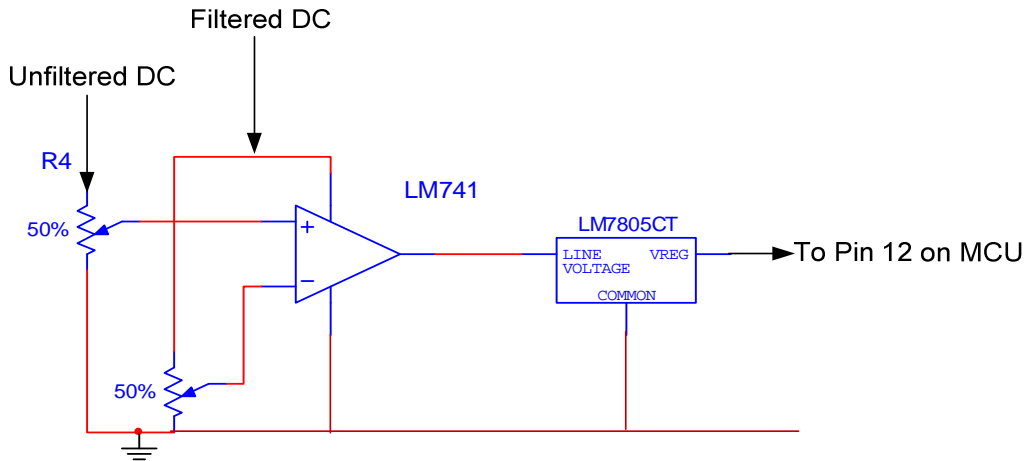 Filtered DC
Unfiltered DC
R4
50%
LM741
+
−
LM7805CT
LINE VREG
VOLTAGE
COMMON
To Pin 12 on MCU
50%